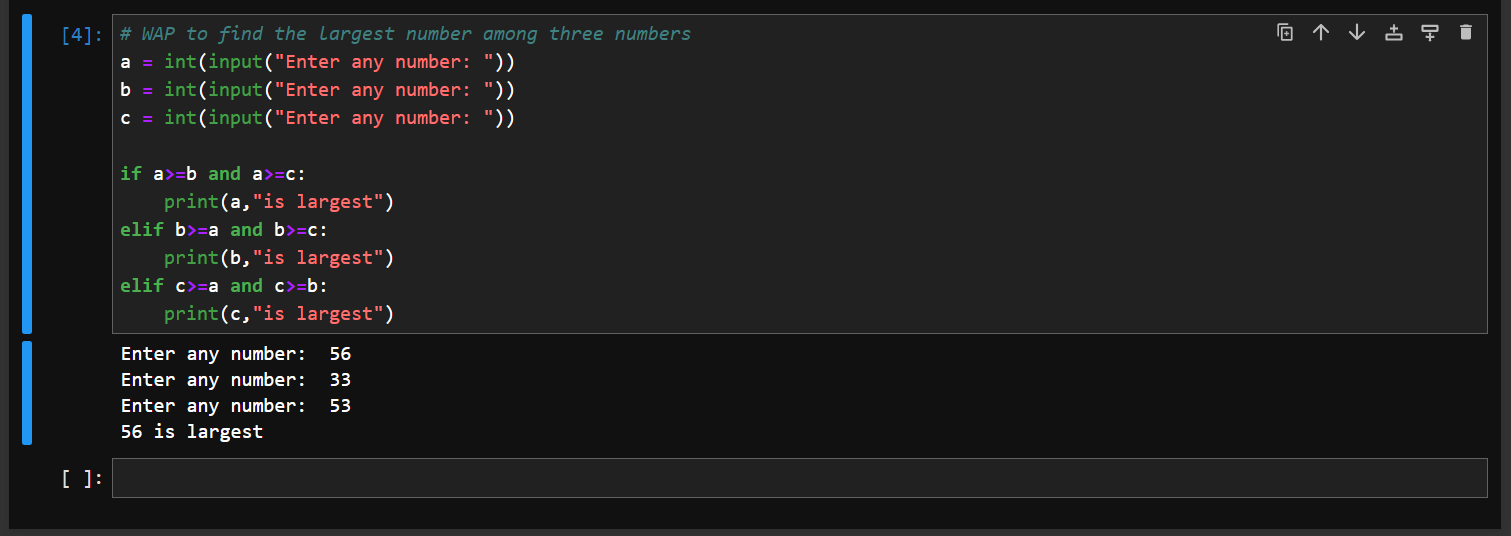 [4]:
# WAP to find the largest number among three numbers
a = int(input("Enter any number: "))
b = int(input("Enter any number: "))
c = int(input("Enter any number: "))

if a>=b and a>=c:
    print(a,"is largest")
elif b>=a and b>=c:
    print(b,"is largest")
elif c>=a and c>=b:
    print(c,"is largest")
Enter any number:  56
Enter any number:  33
Enter any number:  53
56 is largest
[ ]: